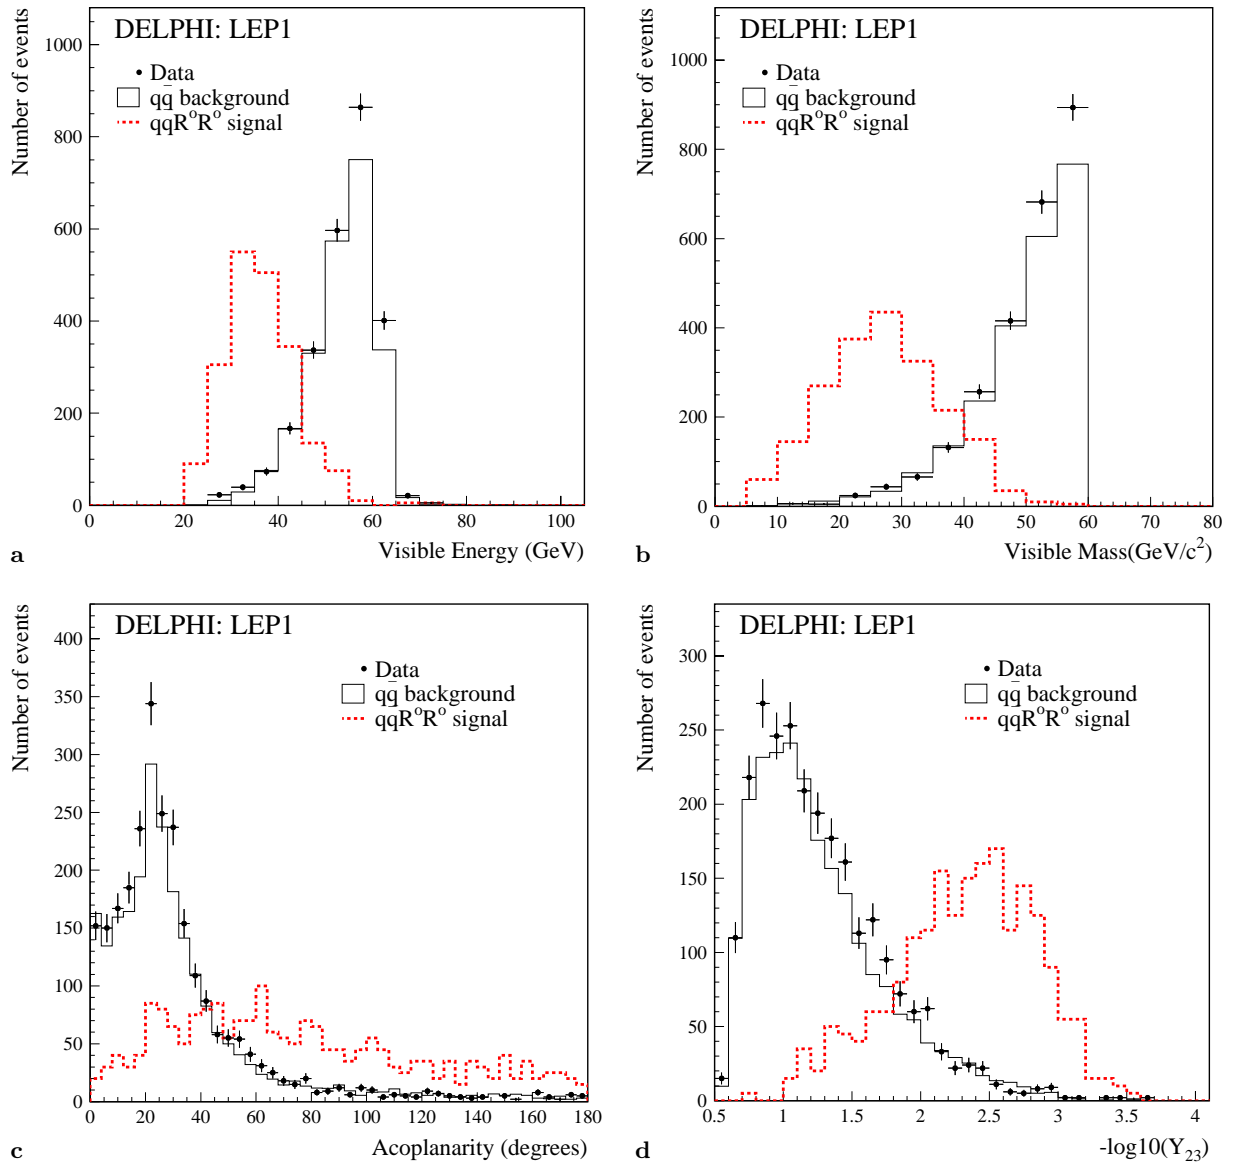 DELPHI: LEP1
Number of events
Data
qq̄ background
qqR⁰R⁰ signal
1000
800
600
400
200
0
0 20 40 60 80 100
Visible Energy (GeV)
a
DELPHI: LEP1
Number of events
Data
qq̄ background
qqR⁰R⁰ signal
1000
800
600
400
200
0
0 10 20 30 40 50 60 70 80
Visible Mass(GeV/c²)
b
DELPHI: LEP1
Number of events
Data
qq̄ background
qqR⁰R⁰ signal
400
350
300
250
200
150
100
50
0
0 20 40 60 80 100 120 140 160 180
Acoplanarity (degrees)
c
DELPHI: LEP1
Number of events
Data
qq̄ background
qqR⁰R⁰ signal
300
250
200
150
100
50
0
0.5 1 1.5 2 2.5 3 3.5 4
-log10(Y₂₃)
d